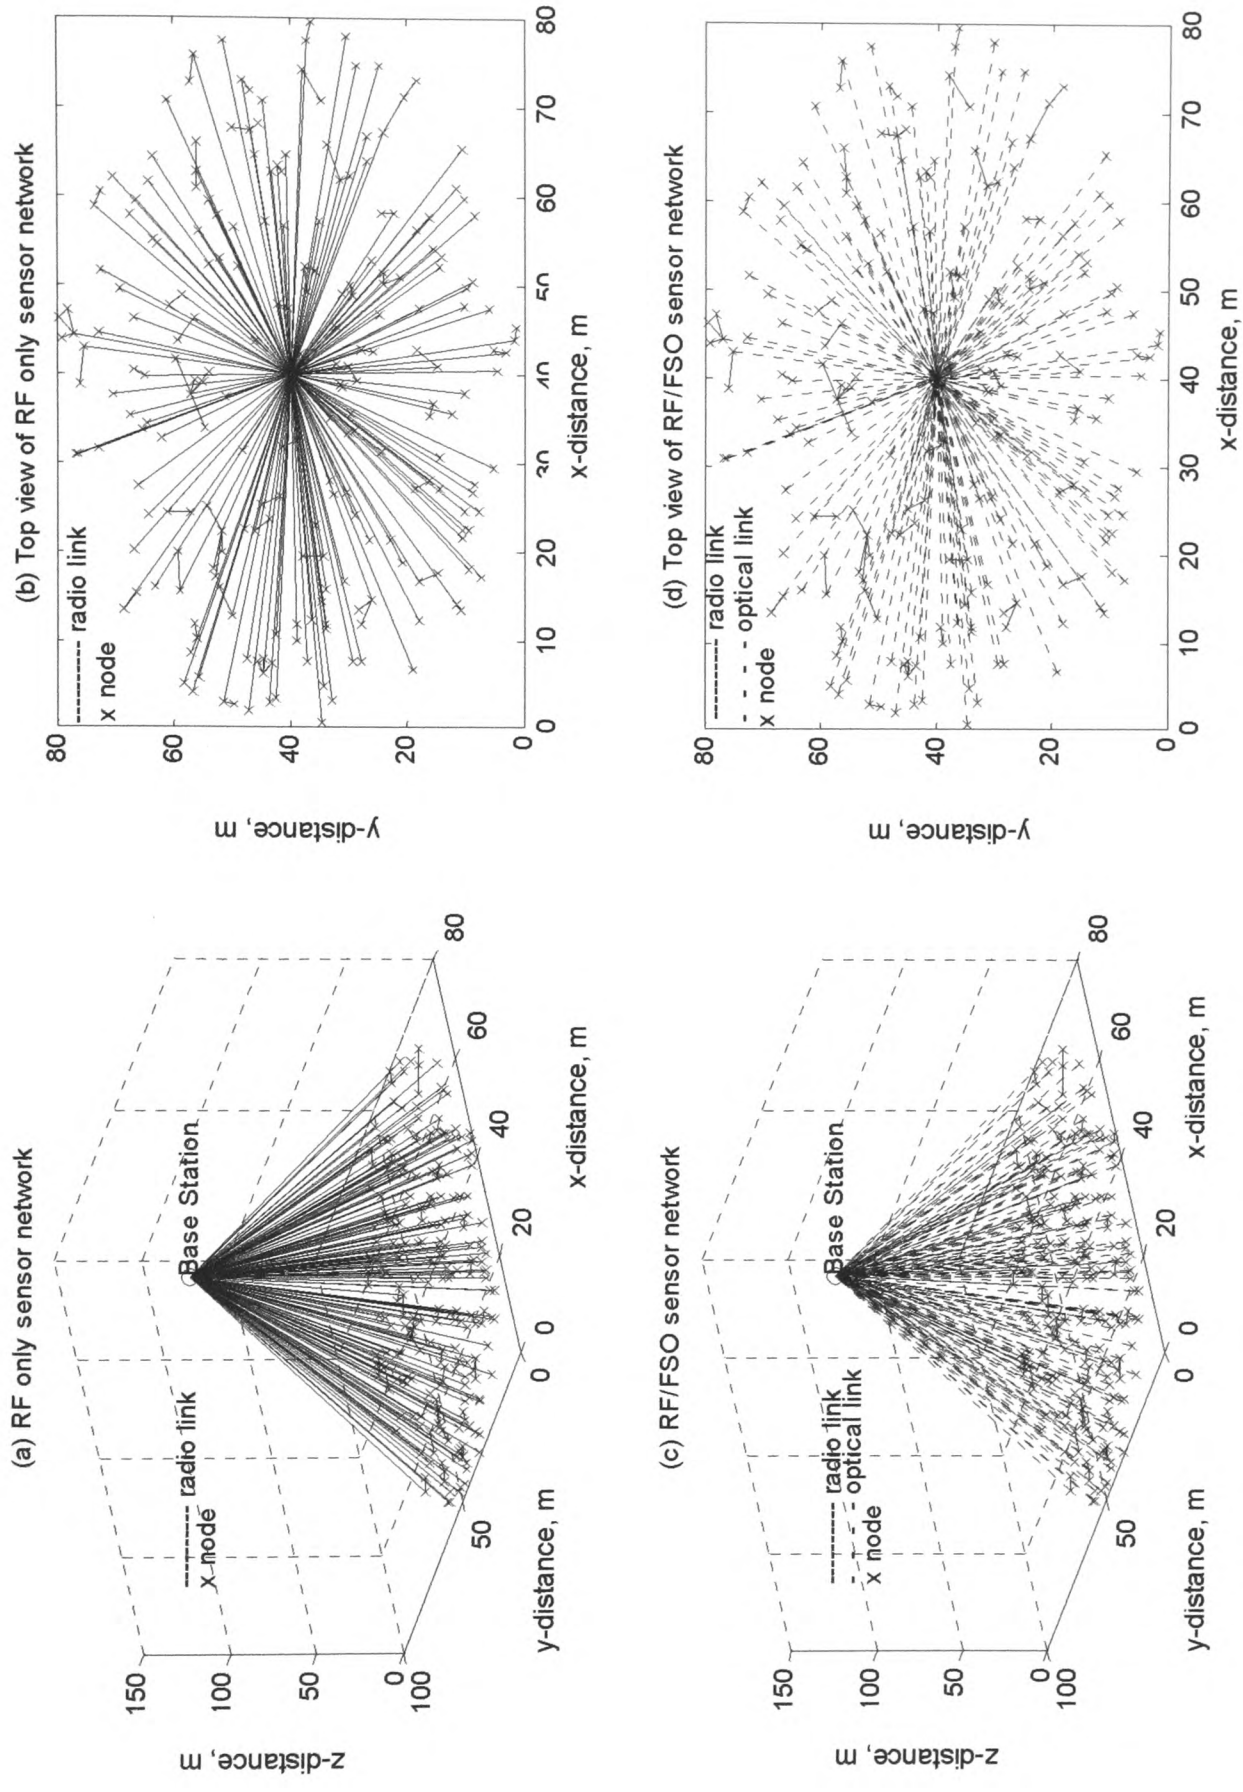 (a) RF only sensor network
radio link
x node
Base Station
150
100
50
0
100
50
0
0
20
40
60
80
z-distance, m
y-distance, m
x-distance, m
(b) Top view of RF only sensor network
radio link
x node
80
60
40
20
0
0
10
20
30
40
50
60
70
80
y-distance, m
x-distance, m
(c) RF/FSO sensor network
radio link
optical link
x node
Base Station
150
100
50
0
100
50
0
0
20
40
60
80
z-distance, m
y-distance, m
x-distance, m
(d) Top view of RF/FSO sensor network
radio link
optical link
x node
80
60
40
20
0
0
10
20
30
40
50
60
70
80
y-distance, m
x-distance, m